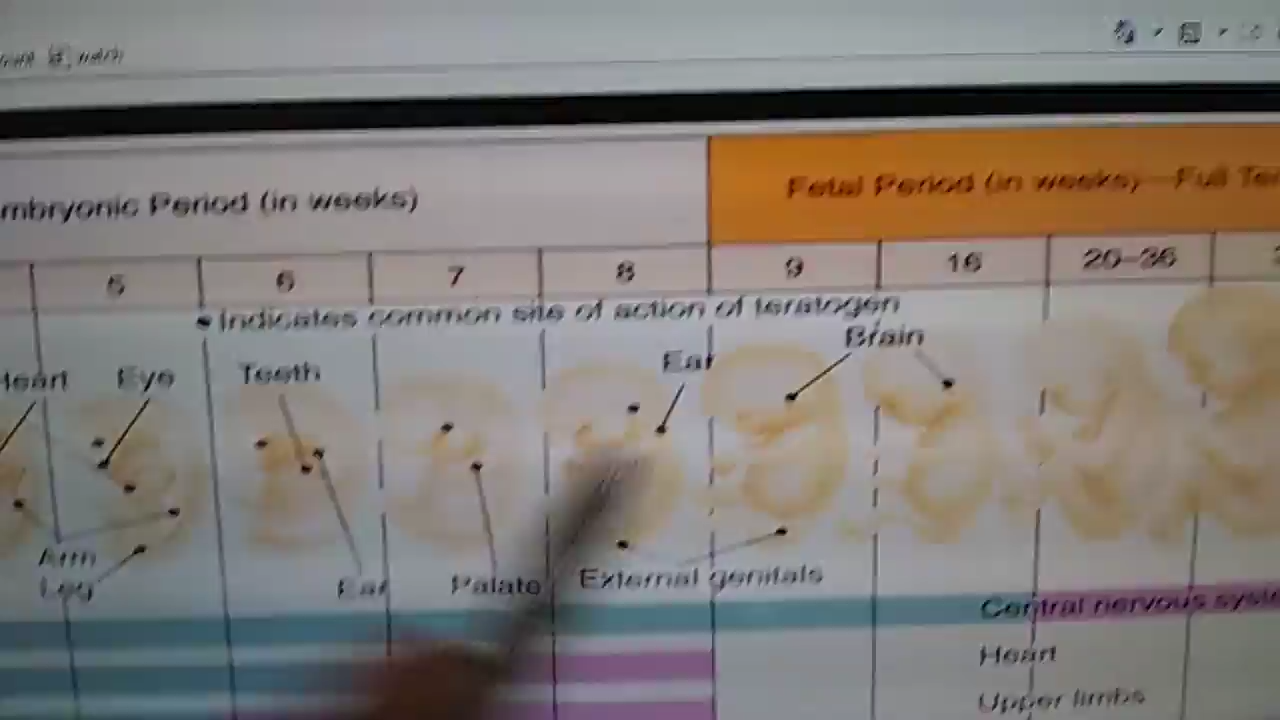 mbryonic Period (in weeks)
Fetal Period (in weeks)—Full Te
5 6 7 8 9 16 20-36
• Indicates common site of action of teratogen
Heart Eye Teeth Ear Brain
Arm
Leg
Ear Palate External genitals
Central nervous syste
Heart
Upper limbs